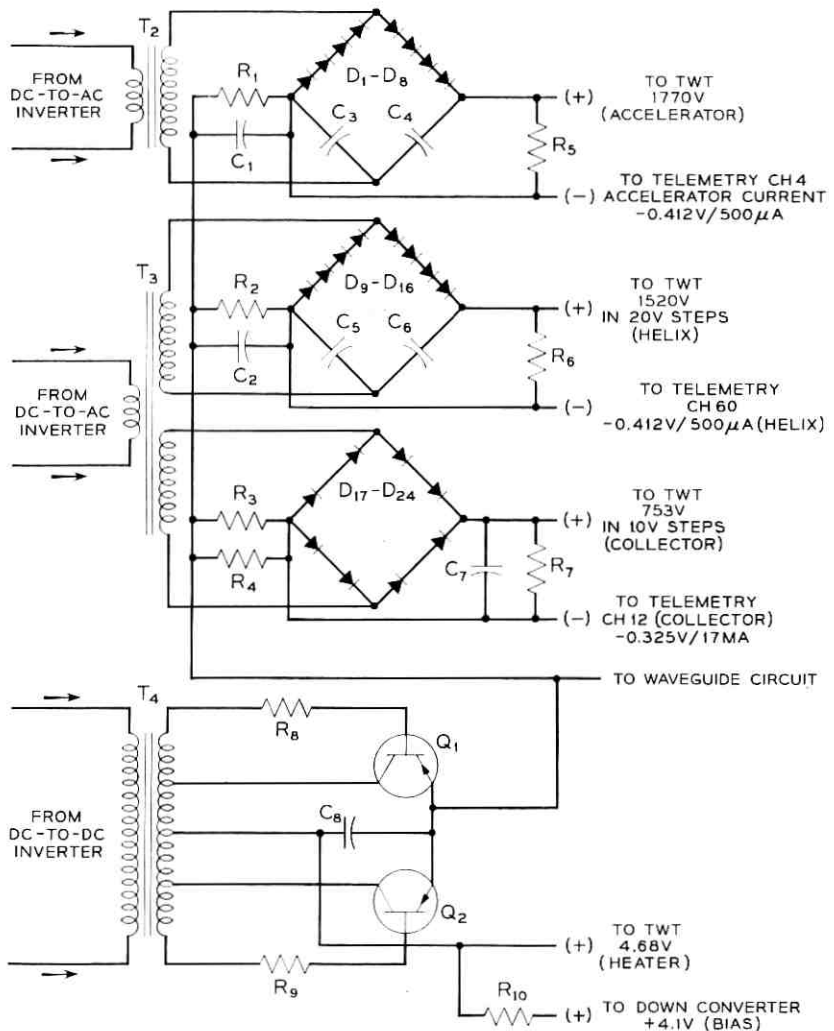 T2
FROM
DC-TO-AC
INVERTER
R1
C1
D1-D8
C3
C4
R5
(+)
TO TWT
1770V
(ACCELERATOR)
(-)
TO TELEMETRY CH 4
ACCELERATOR CURRENT
-0.412V/500μA
T3
FROM
DC-TO-AC
INVERTER
R2
C2
D9-D16
C5
C6
R6
(+)
TO TWT
1520V
IN 20V STEPS
(HELIX)
(-)
TO TELEMETRY
CH 60
-0.412V/500μA (HELIX)
R3
R4
D17-D24
C7
R7
(+)
TO TWT
753V
IN 10V STEPS
(COLLECTOR)
(-)
TO TELEMETRY
CH 12 (COLLECTOR)
-0.325V/17MA
TO WAVEGUIDE CIRCUIT
T4
FROM
DC-TO-DC
INVERTER
R8
Q1
C8
Q2
R9
(+)
TO TWT
4.68V
(HEATER)
R10
(+)
TO DOWN CONVERTER
+4.1V (BIAS)